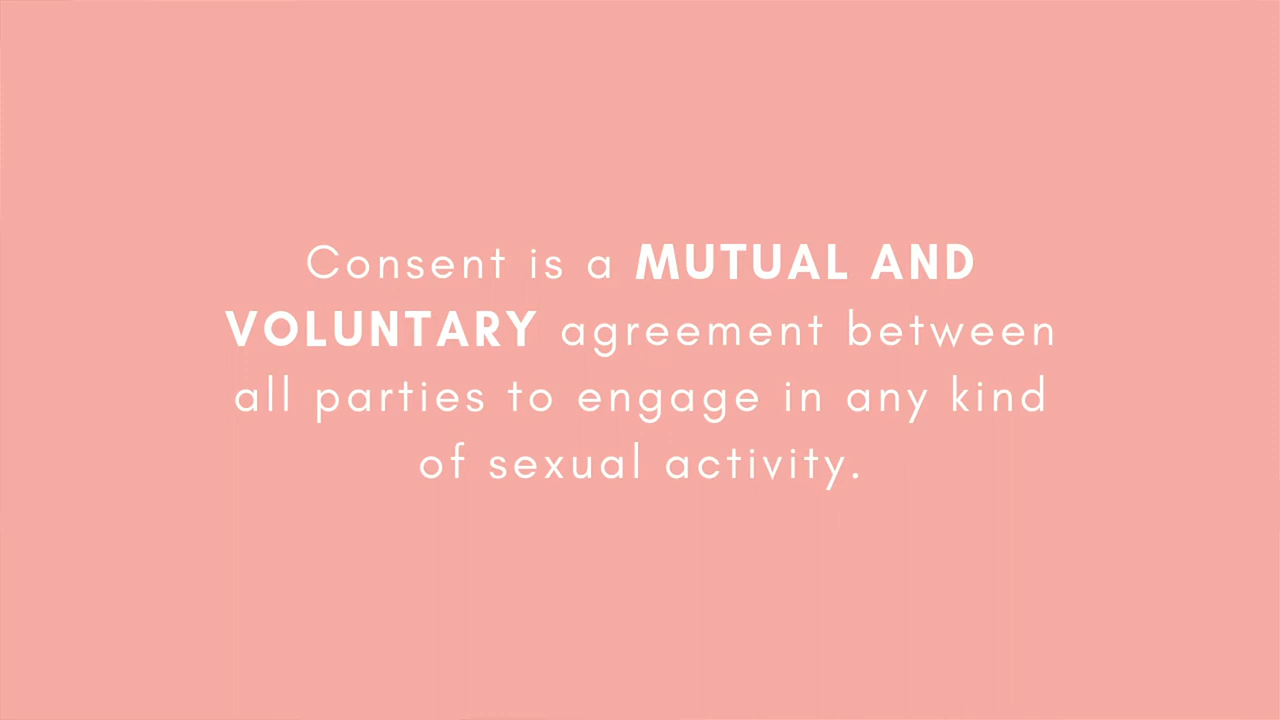 Consent is a MUTUAL AND
VOLUNTARY agreement between
all parties to engage in any kind
of sexual activity.